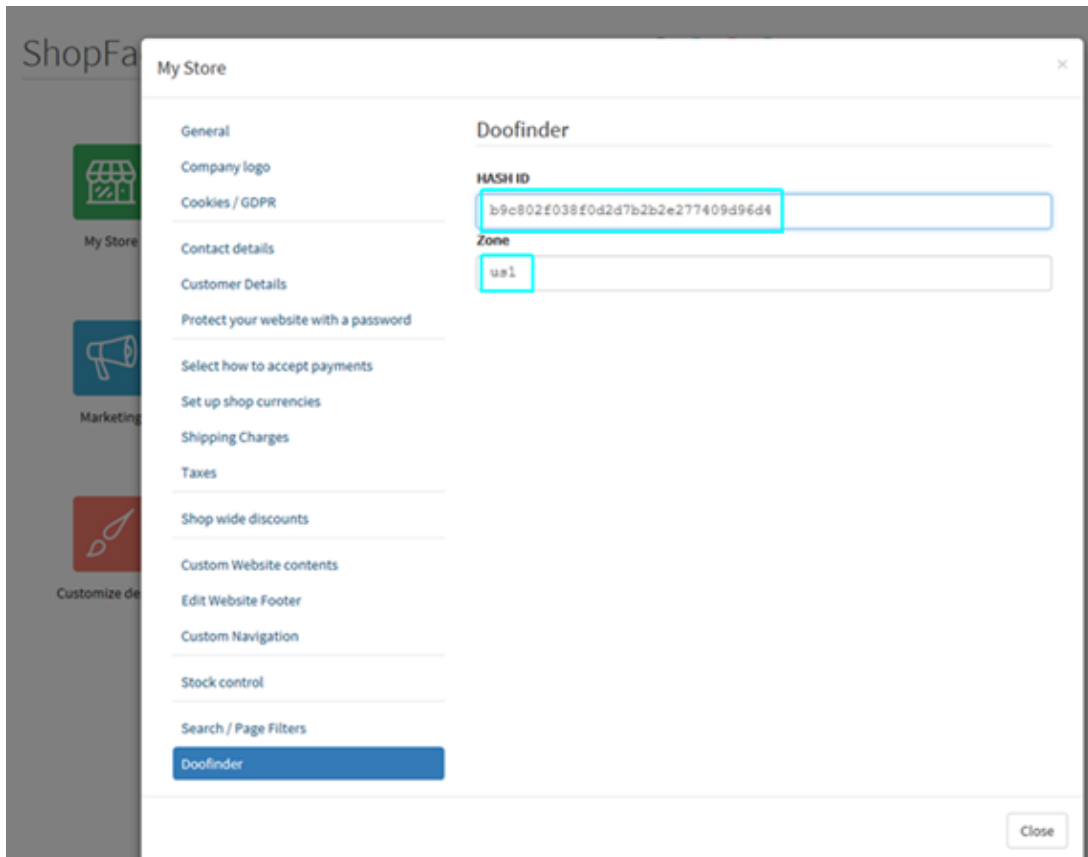 ShopFa
My Store
×
General
Company logo
Cookies / GDPR
Contact details
Customer Details
Protect your website with a password
Select how to accept payments
Set up shop currencies
Shipping Charges
Taxes
Shop wide discounts
Custom Website contents
Edit Website Footer
Custom Navigation
Stock control
Search / Page Filters
Doofinder
Doofinder
HASH ID
b9c802f038f0d2d7b2b2e277409d96d4
Zone
us1
My Store
Marketing
Customize de
Close